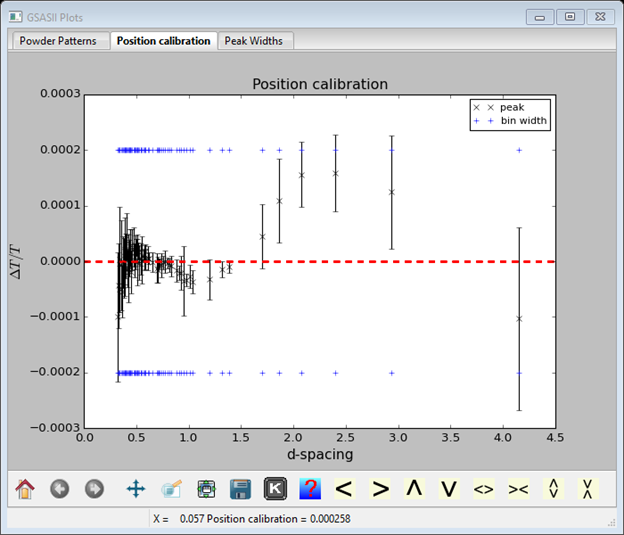 GSASII Plots
Powder Patterns Position calibration Peak Widths
Position calibration
0.0003
0.0002
0.0001
0.0000
−0.0001
−0.0002
−0.0003
ΔT/T
× × peak
+ + bin width
0.0 0.5 1.0 1.5 2.0 2.5 3.0 3.5 4.0 4.5
d-spacing
K ? < > Λ V <> ><
X = 0.057 Position calibration = 0.000258